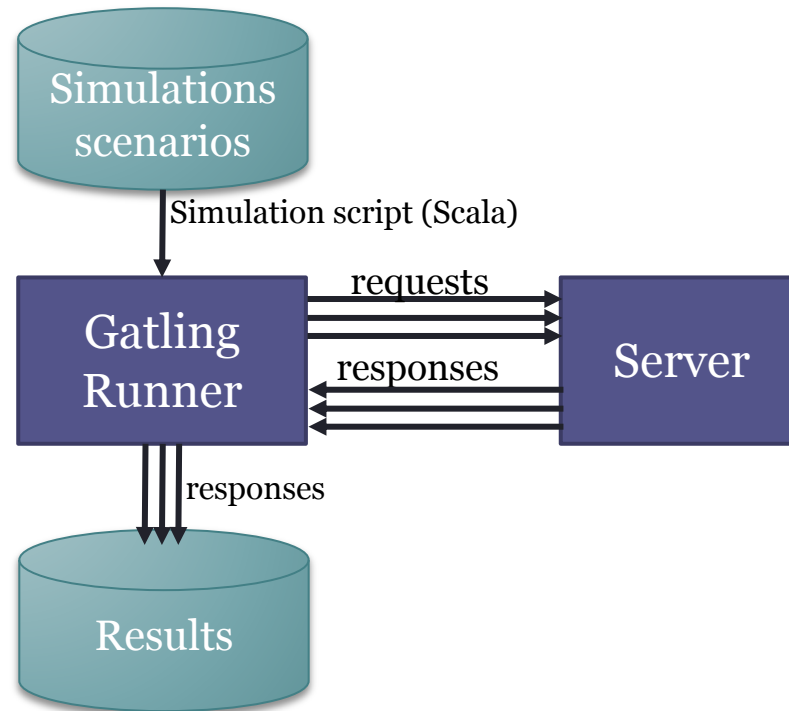 Simulations
scenarios
Simulation script (Scala)
requests
Gatling
Runner
Server
responses
responses
Results